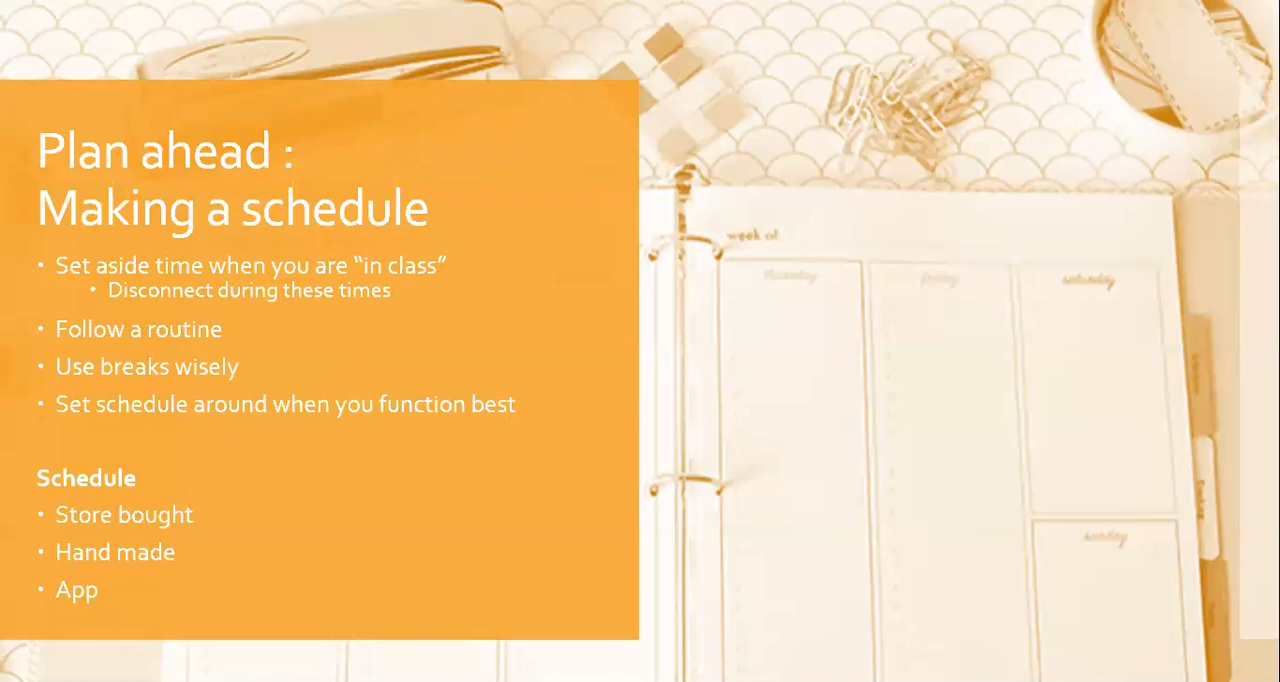 Plan ahead :
Making a schedule
• Set aside time when you are “in class”
• Disconnect during these times
• Follow a routine
• Use breaks wisely
• Set schedule around when you function best
Schedule
• Store bought
• Hand made
• App
week of:
thursday
friday
saturday
sunday